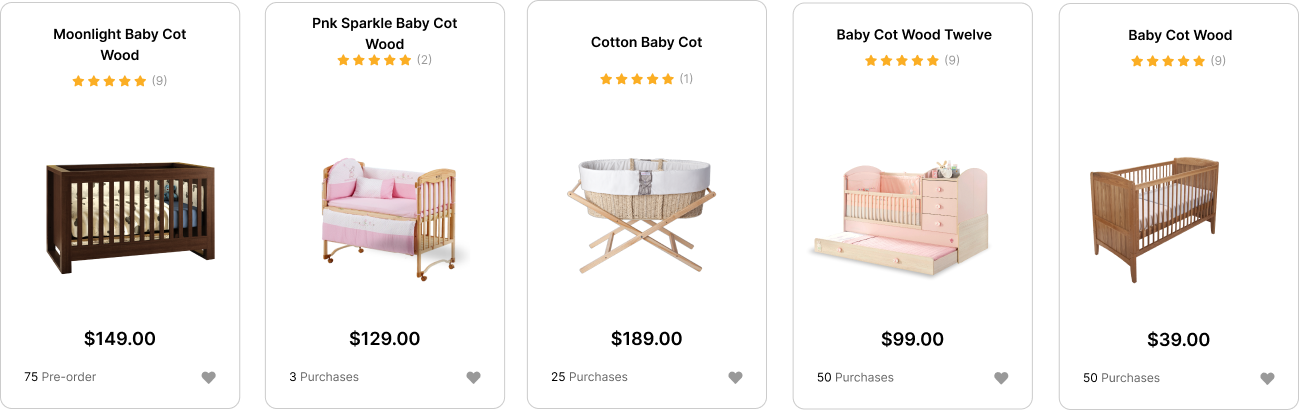 Moonlight Baby Cot
Wood
(9)
$149.00
75 Pre-order
Pnk Sparkle Baby Cot
Wood
(2)
$129.00
3 Purchases
Cotton Baby Cot
(1)
$189.00
25 Purchases
Baby Cot Wood Twelve
(9)
$99.00
50 Purchases
Baby Cot Wood
(9)
$39.00
50 Purchases